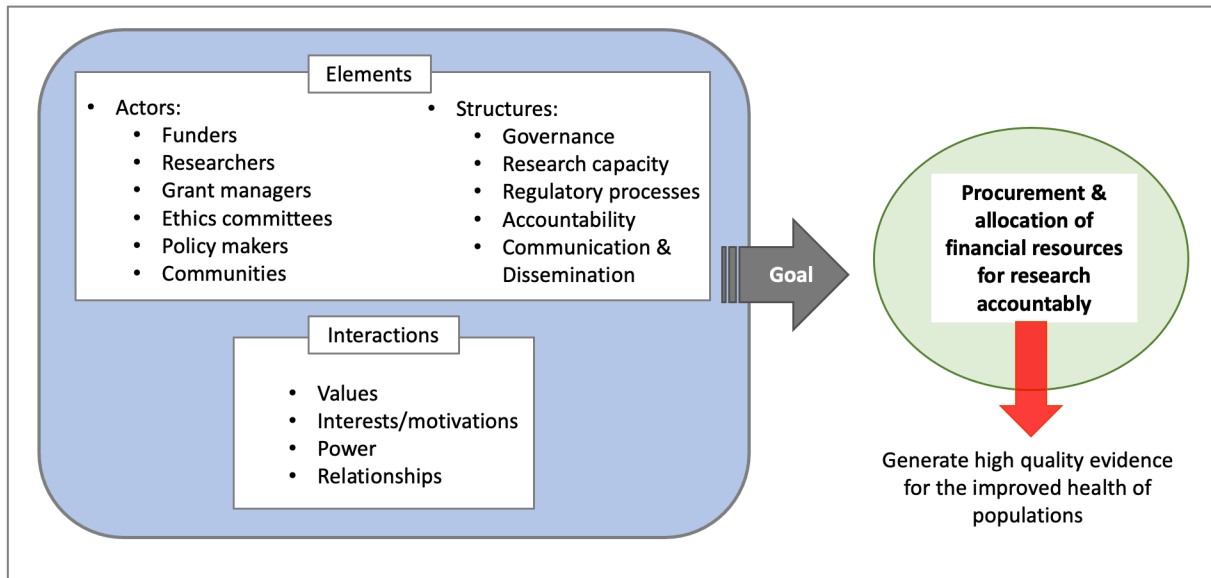 Elements
• Actors:
• Funders
• Researchers
• Grant managers
• Ethics committees
• Policy makers
• Communities
• Structures:
• Governance
• Research capacity
• Regulatory processes
• Accountability
• Communication &
Dissemination
Interactions
• Values
• Interests/motivations
• Power
• Relationships
Goal
Procurement &
allocation of
financial resources
for research
accountably
Generate high quality evidence
for the improved health of
populations